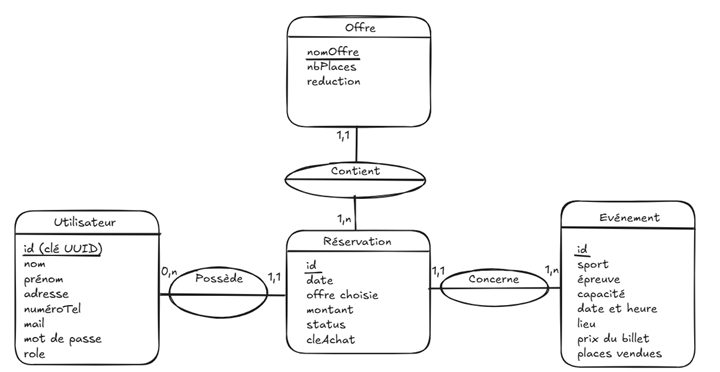 Offre
nomOffre
nbPlaces
reduction
1,1
Contient
1,n
Utilisateur
id (clé UUID)
nom
prénom
adresse
numéroTel
mail
mot de passe
role
0,n
Possède
1,1
Réservation
id
date
offre choisie
montant
status
cleAchat
1,1
Concerne
1,n
Evénement
id
sport
épreuve
capacité
date et heure
lieu
prix du billet
places vendues